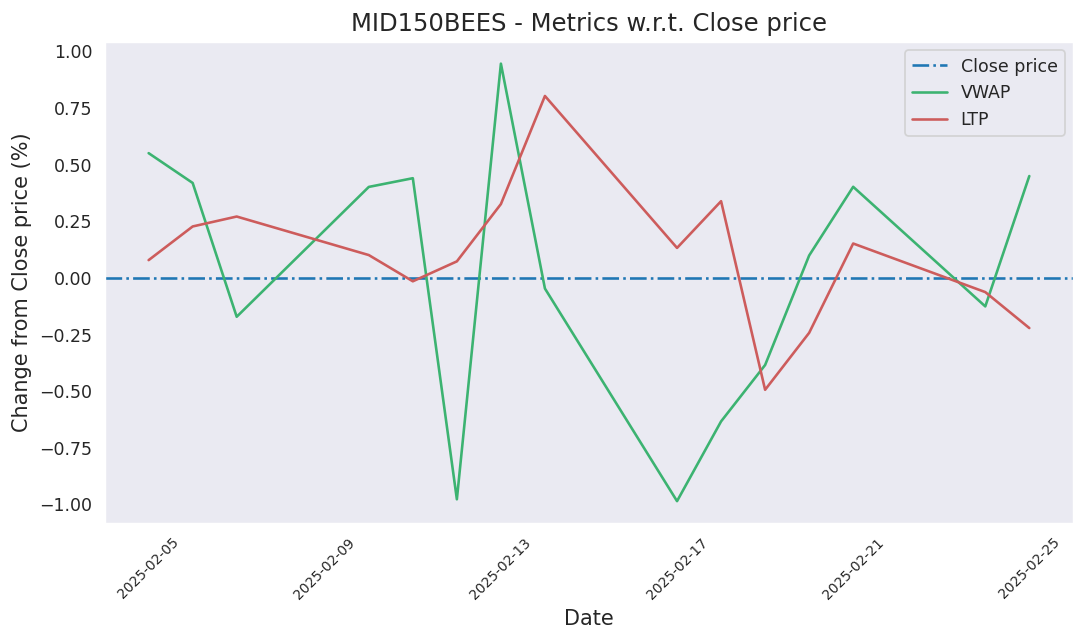 MID150BEES - Metrics w.r.t. Close price
Close price
VWAP
LTP
Change from Close price (%)
1.00
0.75
0.50
0.25
0.00
−0.25
−0.50
−0.75
−1.00
2025-02-05
2025-02-09
2025-02-13
2025-02-17
2025-02-21
2025-02-25
Date